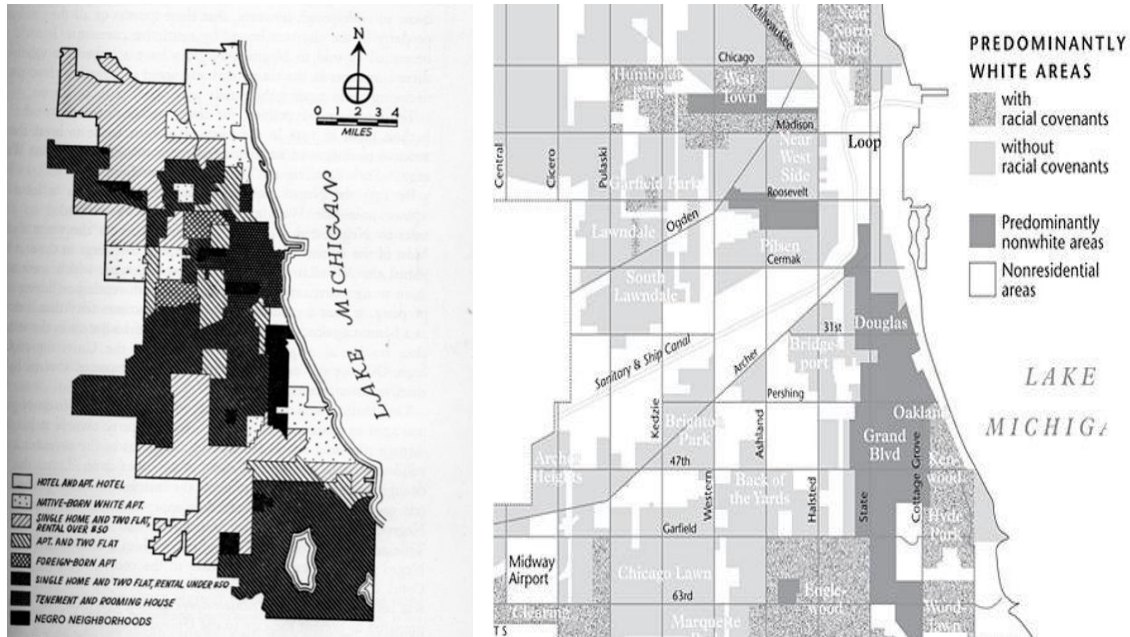 N
0 1 2 3 4
MILES
LAKE MICHIGAN
HOTEL AND APT. HOTEL
NATIVE-BORN WHITE APT.
SINGLE HOME AND TWO FLAT,
RENTAL OVER $50
APT. AND TWO FLAT
FOREIGN-BORN APT
SINGLE HOME AND TWO FLAT, RENTAL UNDER $50
TENEMENT AND ROOMING HOUSE
NEGRO NEIGHBORHOODS
Milwaukee
North
Side
Chicago
Humboldt
West
Town
Madison
Near
West
Side
Loop
Central
Cicero
Pulaski
Garfield Park
Roosevelt
Ogden
Lawndale
Pilsen
Cermak
South
Lawndale
31st
Douglas
Bridge-
port
Sanitary & Ship Canal
Archer
Pershing
Kedzie
Brighton
Park
Ashland
Oakland
Grand
Blvd
Cottage Grove
Ken-
wood
Archer
Heights
47th
Western
Back of
the Yards
Halsted
State
Hyde
Park
Garfield
Midway
Airport
Chicago Lawn
63rd
Engle-
wood
Clearing
Marquette
Wood-
lawn
T S
PREDOMINANTLY
WHITE AREAS
with
racial covenants
without
racial covenants
Predominantly
nonwhite areas
Nonresidential
areas
LAKE
MICHIGA